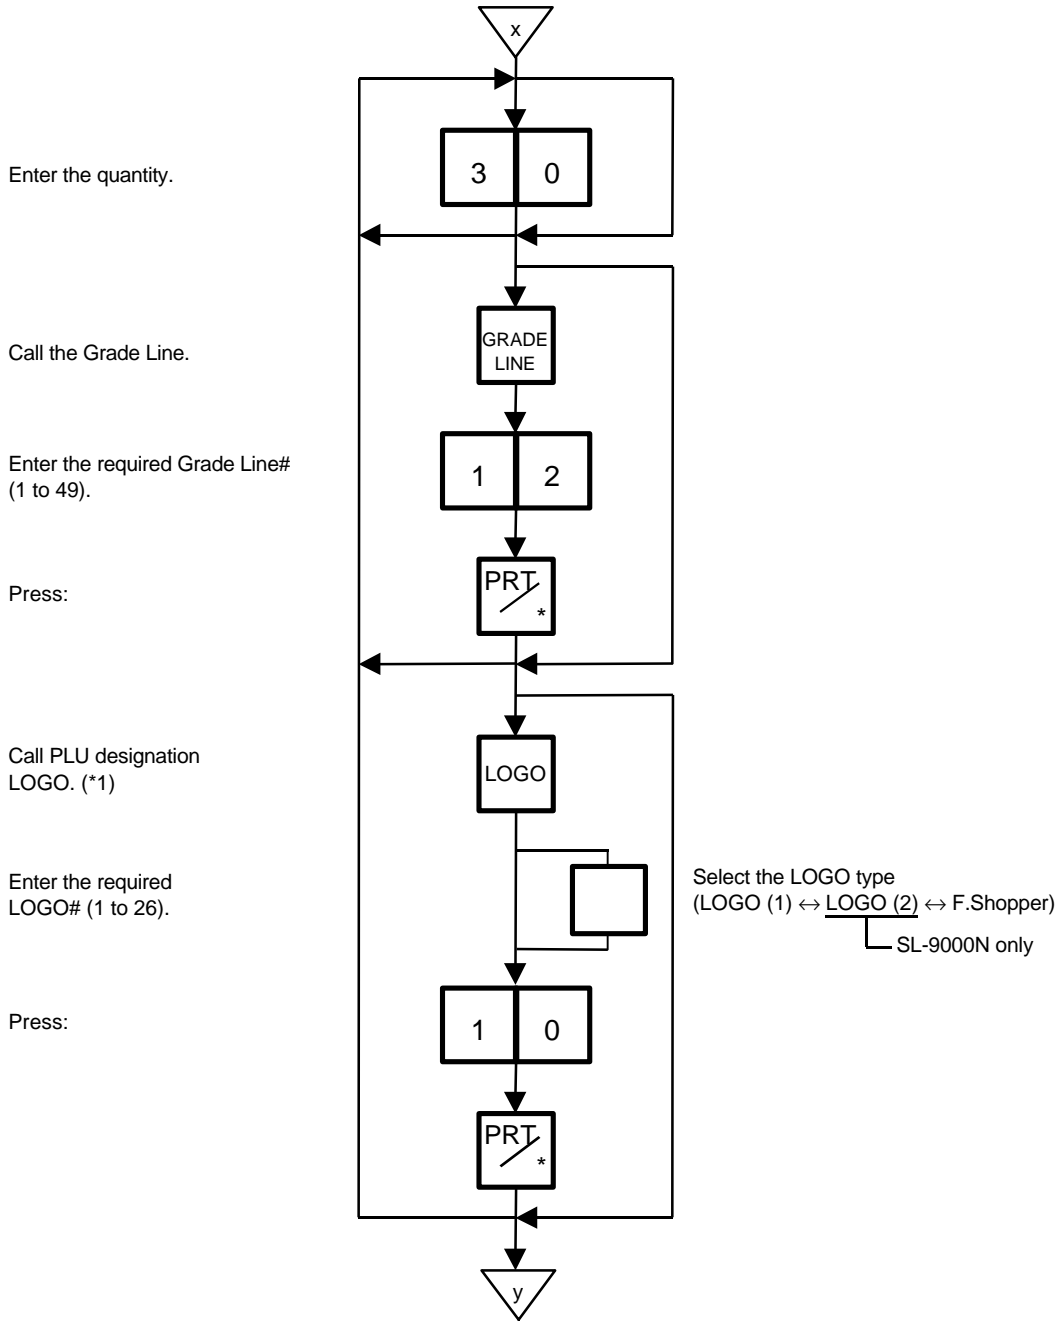 x
Enter the quantity.
3 0
Call the Grade Line.
GRADE
LINE
Enter the required Grade Line#
(1 to 49).
1 2
Press:
PRT
*
Call PLU designation
LOGO. (*1)
LOGO
Enter the required
LOGO# (1 to 26).
Select the LOGO type
(LOGO (1) ↔ LOGO (2) ↔ F.Shopper)
SL-9000N only
Press:
1 0
PRT
*
y